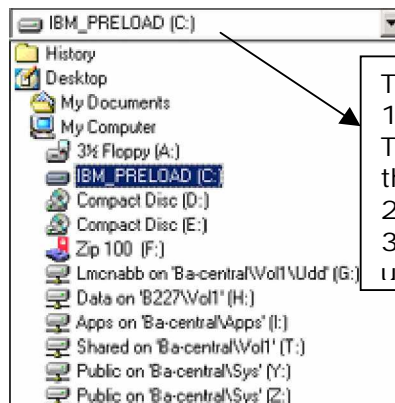 IBM_PRELOAD (C:)
History
Desktop
My Documents
My Computer
3½ Floppy (A:)
IBM_PRELOAD (C:)
Compact Disc (D:)
Compact Disc (E:)
Zip 100 (F:)
Lmcnabb on 'Ba-central\Vol1\Udd' (G:)
Data on 'B227\Vol1' (H:)
Apps on 'Ba-central\Apps' (I:)
Shared on 'Ba-central\Vol1' (T:)
Public on 'Ba-central\Sys' (Y:)
Public on 'Ba-central\Sys' (Z:)
T
1
T
th
2
3
u